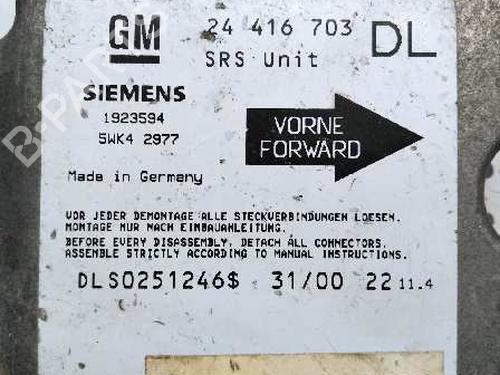 GM
24 416 703 DL
SRS Unit
SIEMENS
1923594
5WK4 2977
VORNE
FORWARD
Made in Germany
VOR JEDER DEMONTAGE ALLE STECKVERBINDUNGEN LOESEN.
MONTAGE NUR NACH EINBAUANLEITUNG.
BEFORE EVERY DISASSEMBLY, DETACH ALL CONNECTORS.
ASSEMBLE STRICTLY ACCORDING TO MANUAL INSTRUCTIONS.
DLS0251246$ 31/00 22 11.4